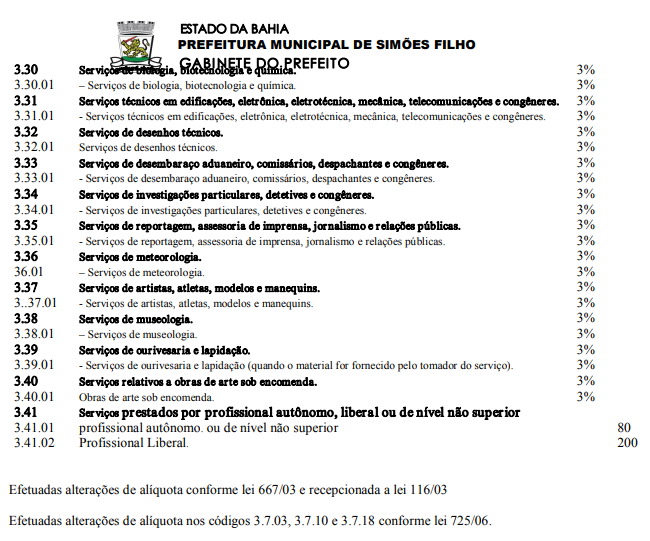 ESTADO DA BAHIA
PREFEITURA MUNICIPAL DE SIMÕES FILHO
GABINETE DO PREFEITO
3.30 Serviços de biologia, biotecnologia e química. 3%
3.30.01 – Serviços de biologia, biotecnologia e química. 3%
3.31 Serviços técnicos em edificações, eletrônica, eletrotécnica, mecânica, telecomunicações e congêneres. 3%
3.31.01 - Serviços técnicos em edificações, eletrônica, eletrotécnica, mecânica, telecomunicações e congêneres. 3%
3.32 Serviços de desenhos técnicos. 3%
3.32.01 Serviços de desenhos técnicos. 3%
3.33 Serviços de desembaraço aduaneiro, comissários, despachantes e congêneres. 3%
3.33.01 - Serviços de desembaraço aduaneiro, comissários, despachantes e congêneres. 3%
3.34 Serviços de investigações particulares, detetives e congêneres. 3%
3.34.01 - Serviços de investigações particulares, detetives e congêneres. 3%
3.35 Serviços de reportagem, assessoria de imprensa, jornalismo e relações públicas. 3%
3.35.01 - Serviços de reportagem, assessoria de imprensa, jornalismo e relações públicas. 3%
3.36 Serviços de meteorologia. 3%
36.01 – Serviços de meteorologia. 3%
3.37 Serviços de artistas, atletas, modelos e manequins. 3%
3..37.01 - Serviços de artistas, atletas, modelos e manequins. 3%
3.38 Serviços de museologia. 3%
3.38.01 – Serviços de museologia. 3%
3.39 Serviços de ourivesaria e lapidação. 3%
3.39.01 - Serviços de ourivesaria e lapidação (quando o material for fornecido pelo tomador do serviço). 3%
3.40 Serviços relativos a obras de arte sob encomenda. 3%
3.40.01 Obras de arte sob encomenda. 3%
3.41 Serviços prestados por profissional autônomo, liberal ou de nível não superior
3.41.01 profissional autônomo. ou de nível não superior 80
3.41.02 Profissional Liberal. 200
Efetuadas alterações de alíquota conforme lei 667/03 e recepcionada a lei 116/03
Efetuadas alterações de alíquota nos códigos 3.7.03, 3.7.10 e 3.7.18 conforme lei 725/06.